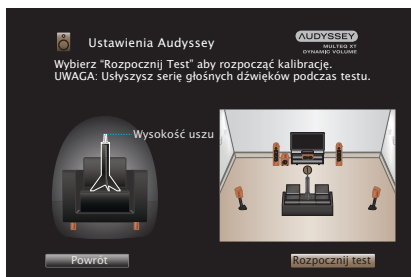 Ustawienia Audyssey
AUDYSSEY
MULTEQ XT
DYNAMIC VOLUME
Wybierz “Rozpocznij Test” aby rozpocząć kalibrację.
UWAGA: Usłyszysz serię głośnych dźwięków podczas testu.
Wysokość uszu
Powrót
Rozpocznij test